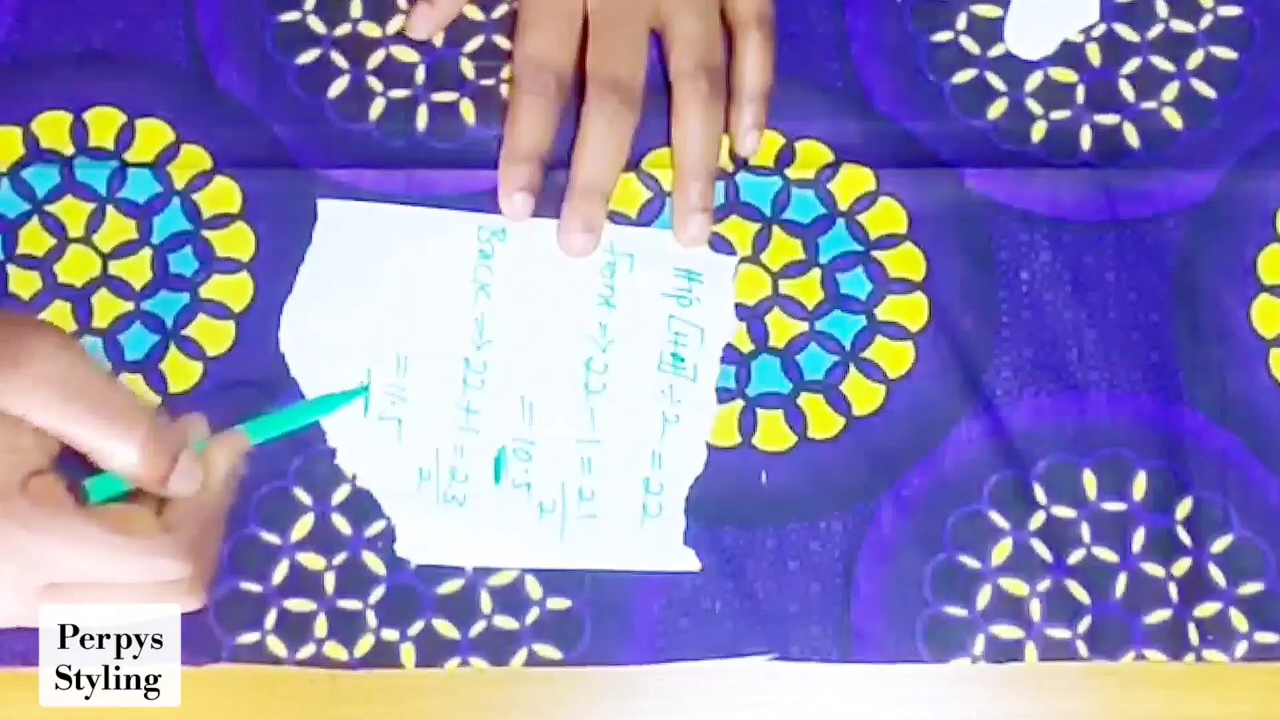 Hip [44] ÷ 2 = 22
Front ⇒ 22 - 1 = 21
2
= 10.5
Back ⇒ 22 + 1 = 23
2
= 11.5
Perpys
Styling